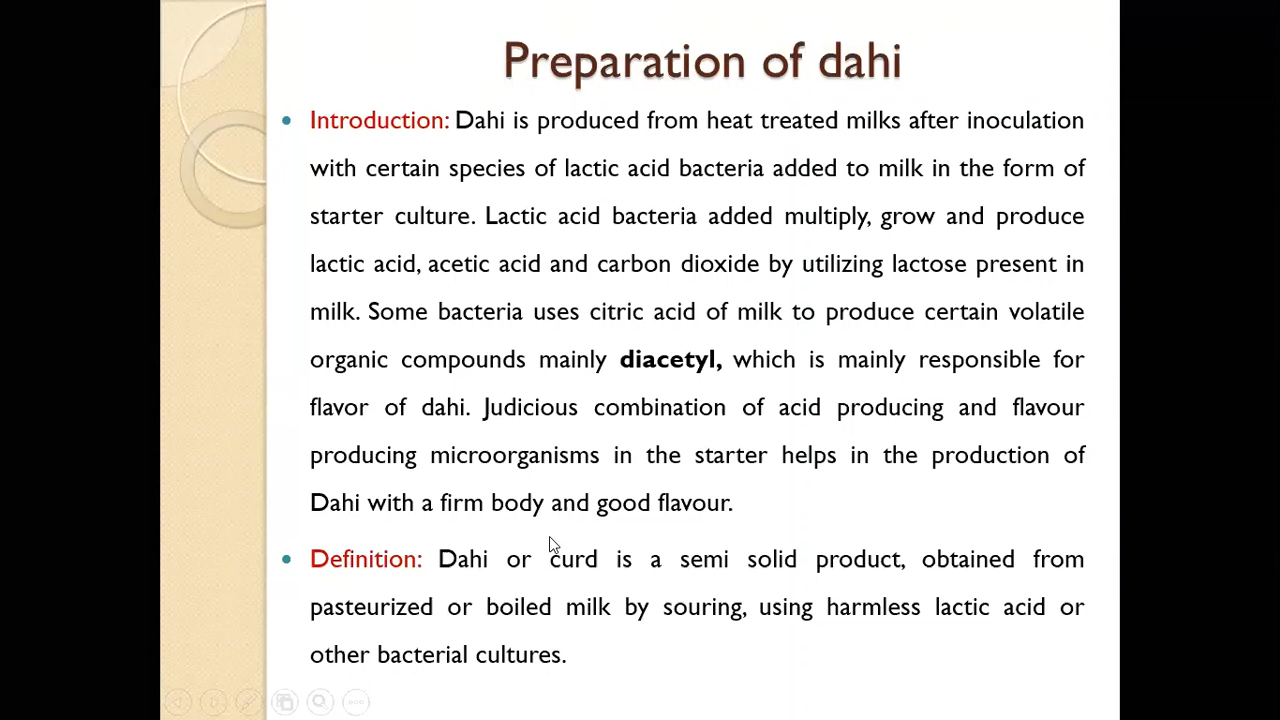 Preparation of dahi
Introduction: Dahi is produced from heat treated milks after inoculation
with certain species of lactic acid bacteria added to milk in the form of
starter culture. Lactic acid bacteria added multiply, grow and produce
lactic acid, acetic acid and carbon dioxide by utilizing lactose present in
milk. Some bacteria uses citric acid of milk to produce certain volatile
organic compounds mainly diacetyl, which is mainly responsible for
flavor of dahi. Judicious combination of acid producing and flavour
producing microorganisms in the starter helps in the production of
Dahi with a firm body and good flavour.
Definition: Dahi or curd is a semi solid product, obtained from
pasteurized or boiled milk by souring, using harmless lactic acid or
other bacterial cultures.